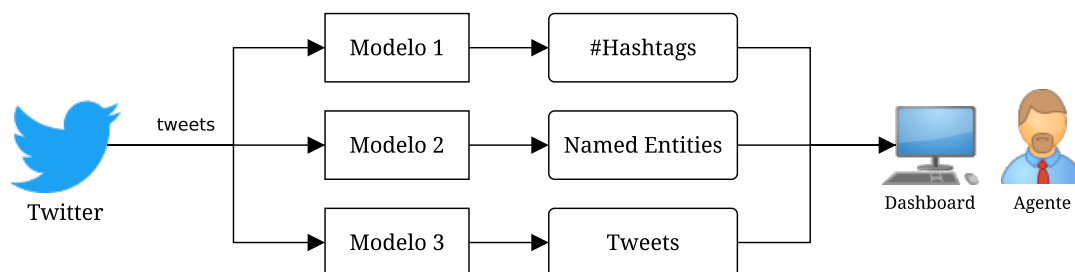 Modelo 1
#Hashtags
tweets
Modelo 2
Named Entities
Twitter
Dashboard
Agente
Modelo 3
Tweets